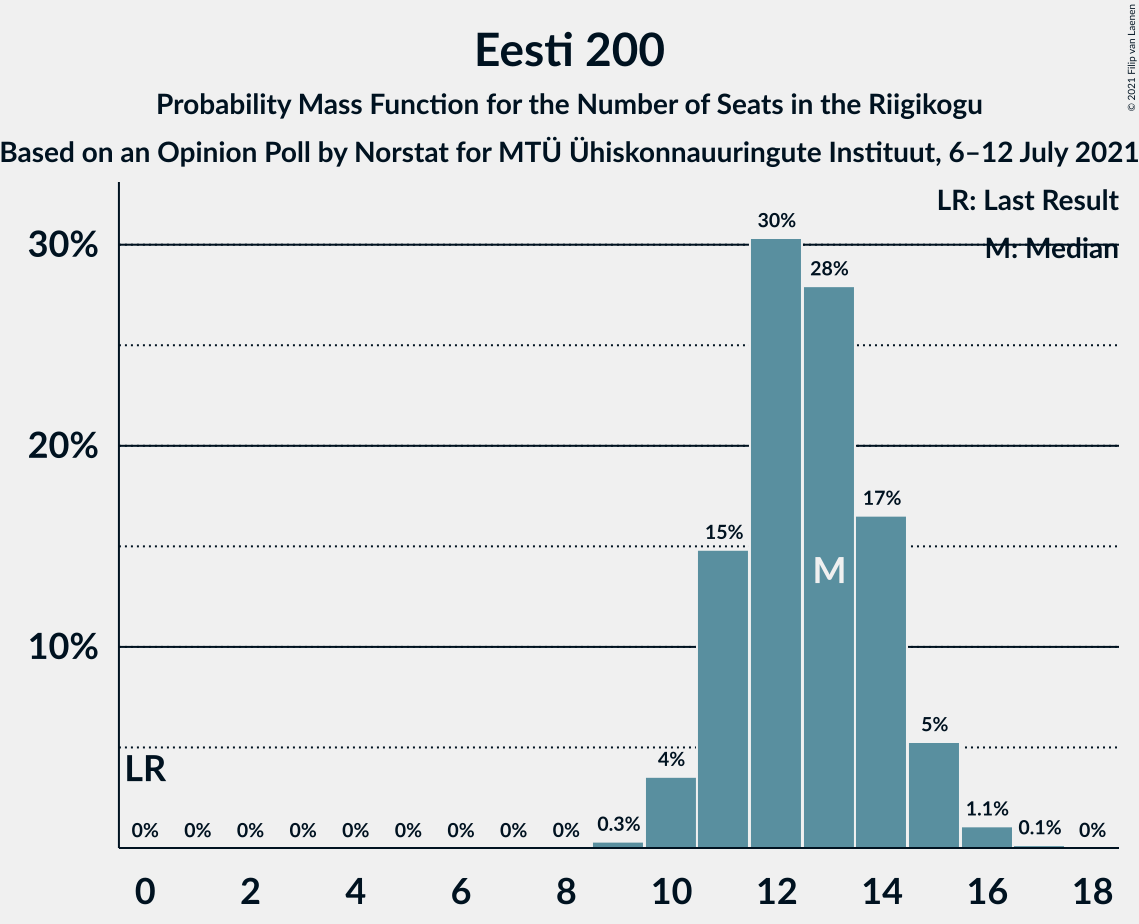 © 2021 Filip van Laenen
Eesti 200
Probability Mass Function for the Number of Seats in the Riigikogu
Based on an Opinion Poll by Norstat for MTÜ Ühiskonnauuringute Instituut, 6–12 July 2021
LR: Last Result
M: Median
30%
20%
10%
LR
0% 0% 0% 0% 0% 0% 0% 0% 0% 0.3% 4% 15% 30% 28% 17% 5% 1.1% 0.1% 0%
M
0 2 4 6 8 10 12 14 16 18